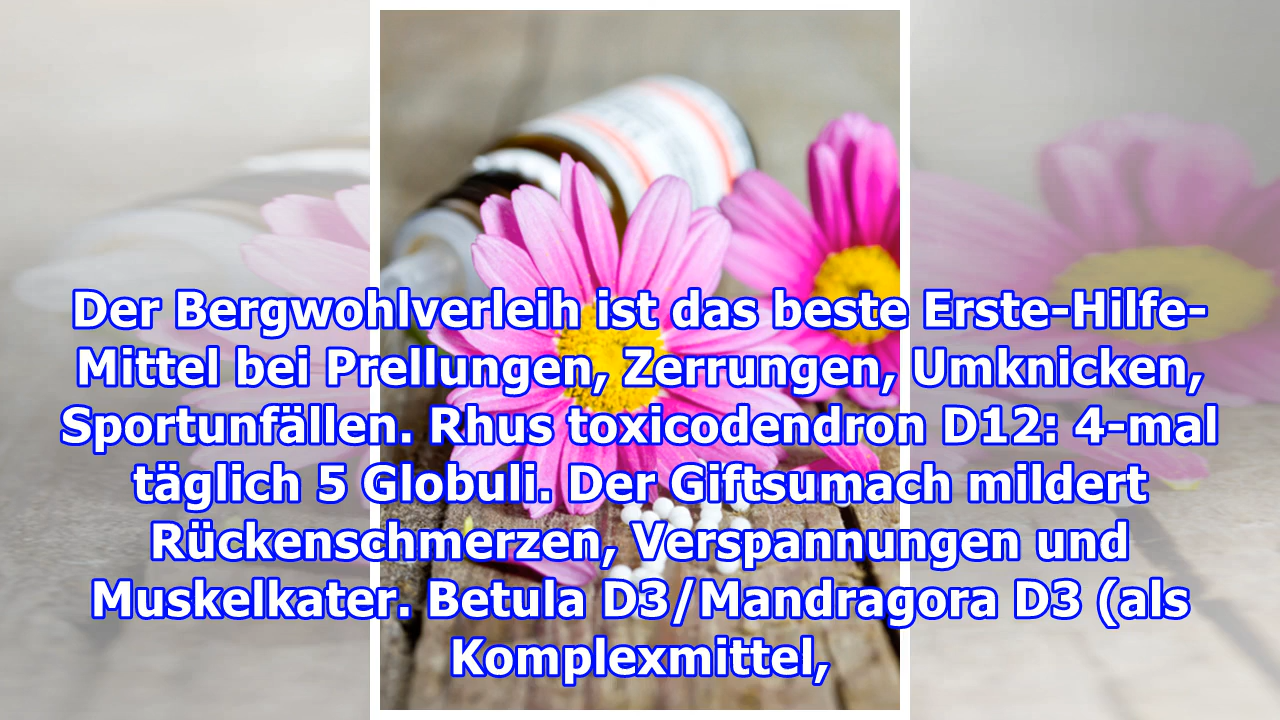 Der Bergwohlverleih ist das beste Erste-Hilfe-
Mittel bei Prellungen, Zerrungen, Umknicken,
Sportunfällen. Rhus toxicodendron D12: 4-mal
täglich 5 Globuli. Der Giftsumach mildert
Rückenschmerzen, Verspannungen und
Muskelkater. Betula D3/Mandragora D3 (als
Komplexmittel,